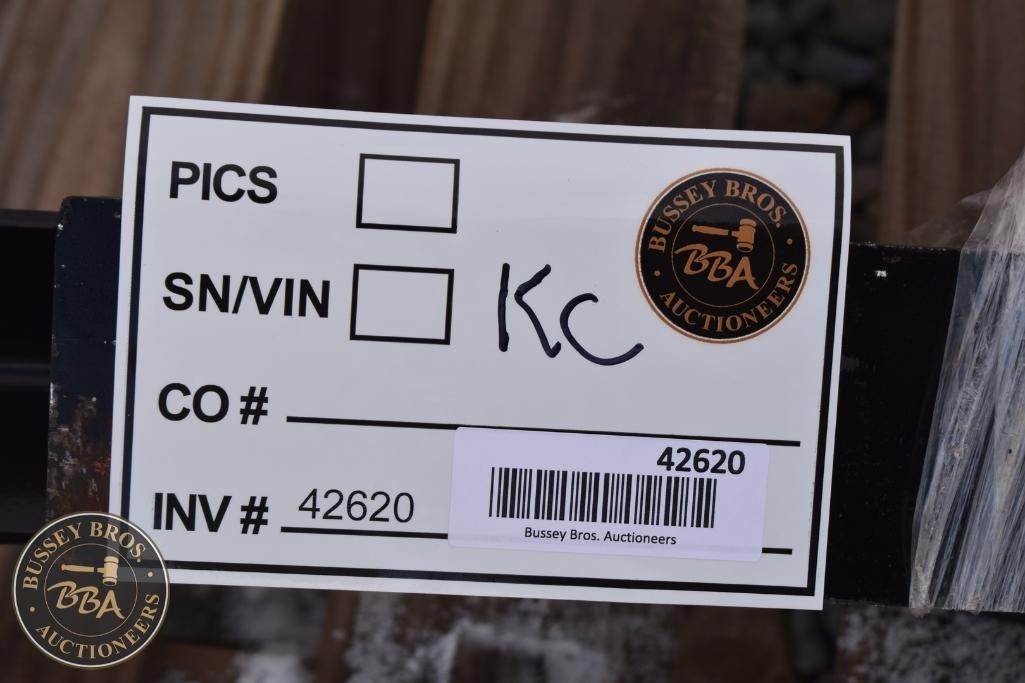 PICS
SN/VIN
KC
CO #
INV # 42620
42620
Bussey Bros. Auctioneers
BUSSEY BROS.
BBA
AUCTIONEERS
BUSSEY BROS.
BBA
AUCTIONEERS